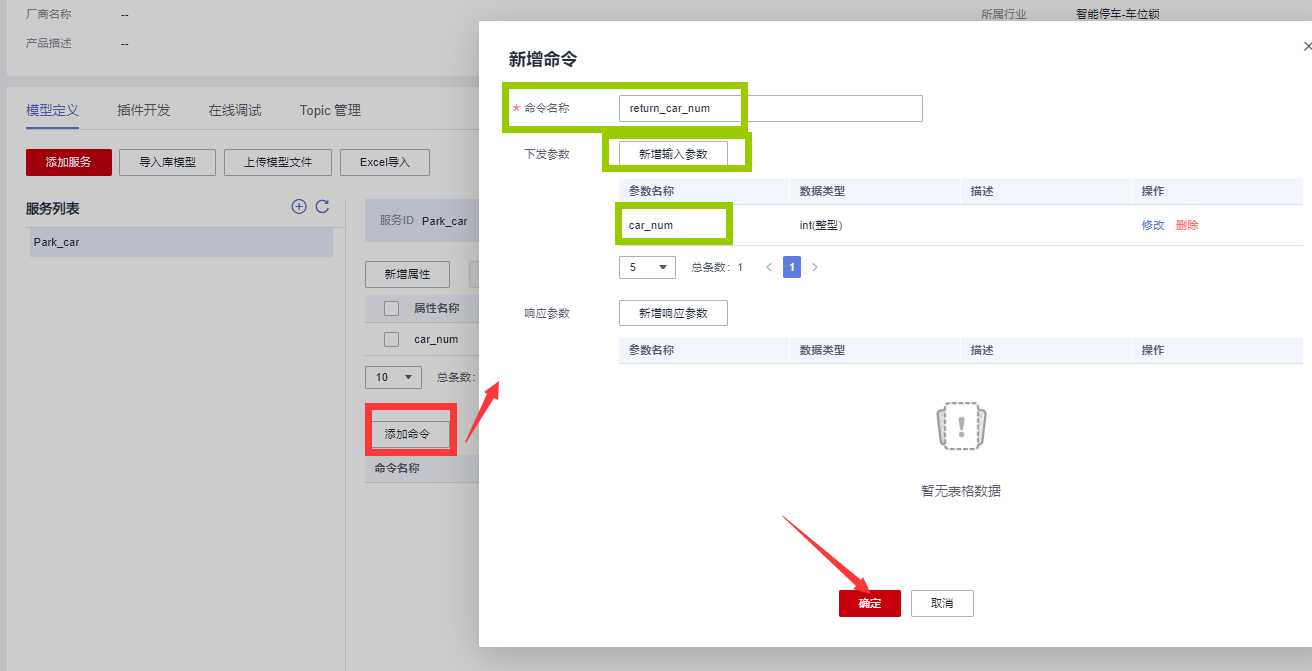 厂商名称 --
所属行业 智能停车-车位锁
产品描述 --
模型定义 插件开发 在线调试 Topic 管理
添加服务 导入库模型 上传模型文件 Excel导入
服务列表
Park_car
服务ID Park_car
新增属性
属性名称
car_num
10 总条数:
添加命令
命令名称
新增命令
* 命令名称 return_car_num
下发参数 新增输入参数
参数名称 数据类型 描述 操作
car_num int(整型) 修改 删除
5 总条数: 1 < 1 >
响应参数 新增响应参数
参数名称 数据类型 描述 操作
暂无表格数据
确定 取消